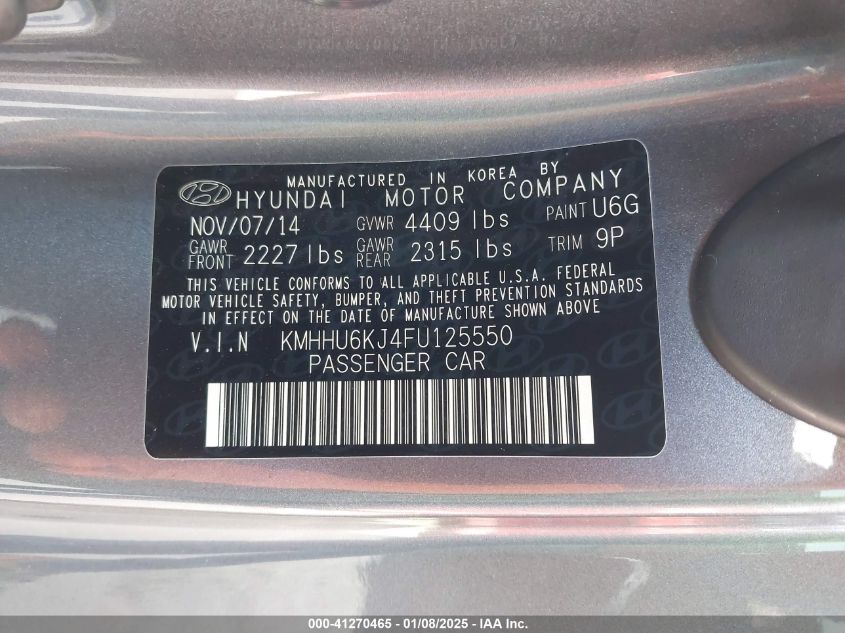 MANUFACTURED IN KOREA BY
HYUNDAI MOTOR COMPANY
NOV/07/14 GVWR 4409 lbs PAINT U6G
GAWR FRONT 2227 lbs GAWR REAR 2315 lbs TRIM 9P
THIS VEHICLE CONFORMS TO ALL APPLICABLE U.S.A. FEDERAL
MOTOR VEHICLE SAFETY, BUMPER, AND THEFT PREVENTION STANDARDS
IN EFFECT ON THE DATE OF MANUFACTURE SHOWN ABOVE
V.I.N KMHHU6KJ4FU125550
PASSENGER CAR
000-41270465 - 01/08/2025 - IAA Inc.